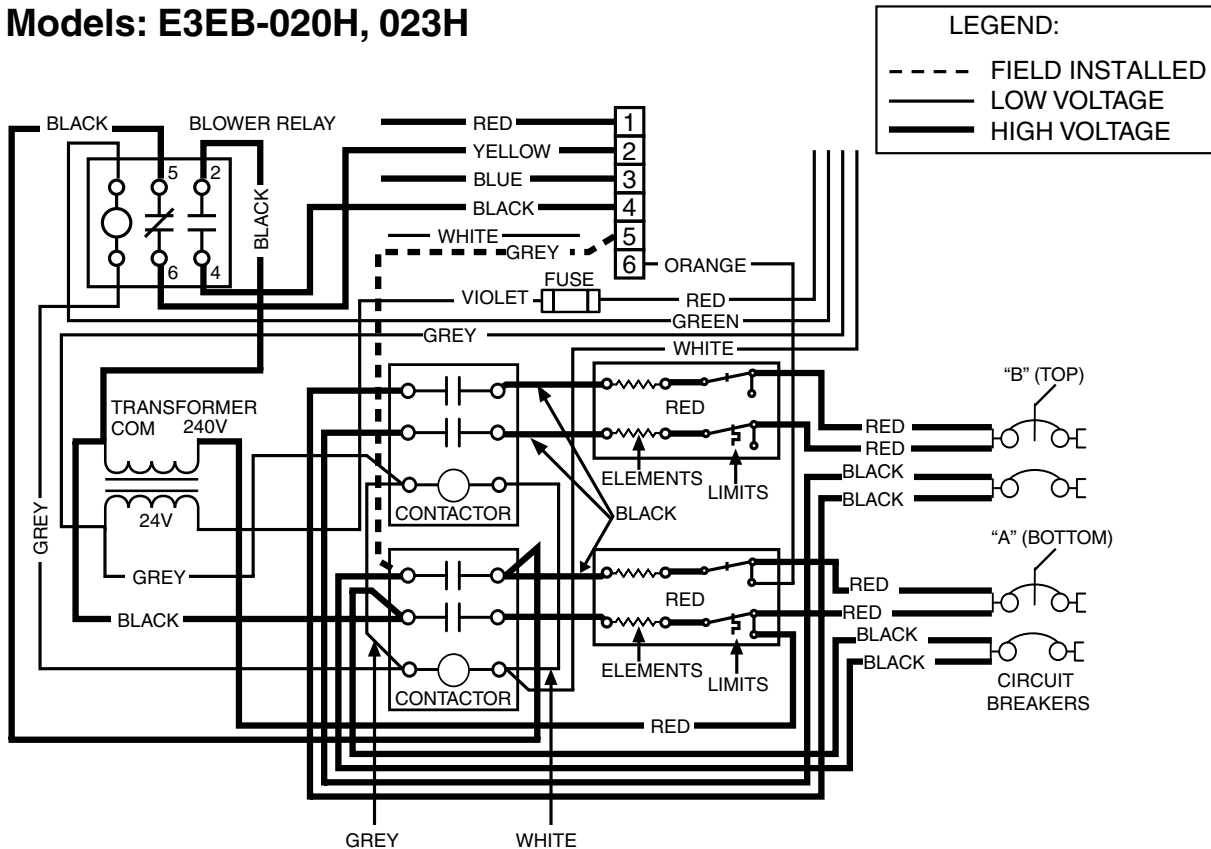 Models: E3EB-020H, 023H
LEGEND:
FIELD INSTALLED
LOW VOLTAGE
HIGH VOLTAGE
BLACK
BLOWER RELAY
RED
1
YELLOW
2
BLUE
3
BLACK
4
WHITE
5
GREY
6
ORANGE
5
2
6
4
BLACK
FUSE
VIOLET
RED
GREEN
GREY
WHITE
TRANSFORMER
COM
240V
24V
GREY
GREY
BLACK
CONTACTOR
CONTACTOR
RED
ELEMENTS
LIMITS
BLACK
RED
ELEMENTS
LIMITS
RED
RED
RED
BLACK
BLACK
"B" (TOP)
"A" (BOTTOM)
RED
RED
BLACK
BLACK
CIRCUIT
BREAKERS
GREY
WHITE